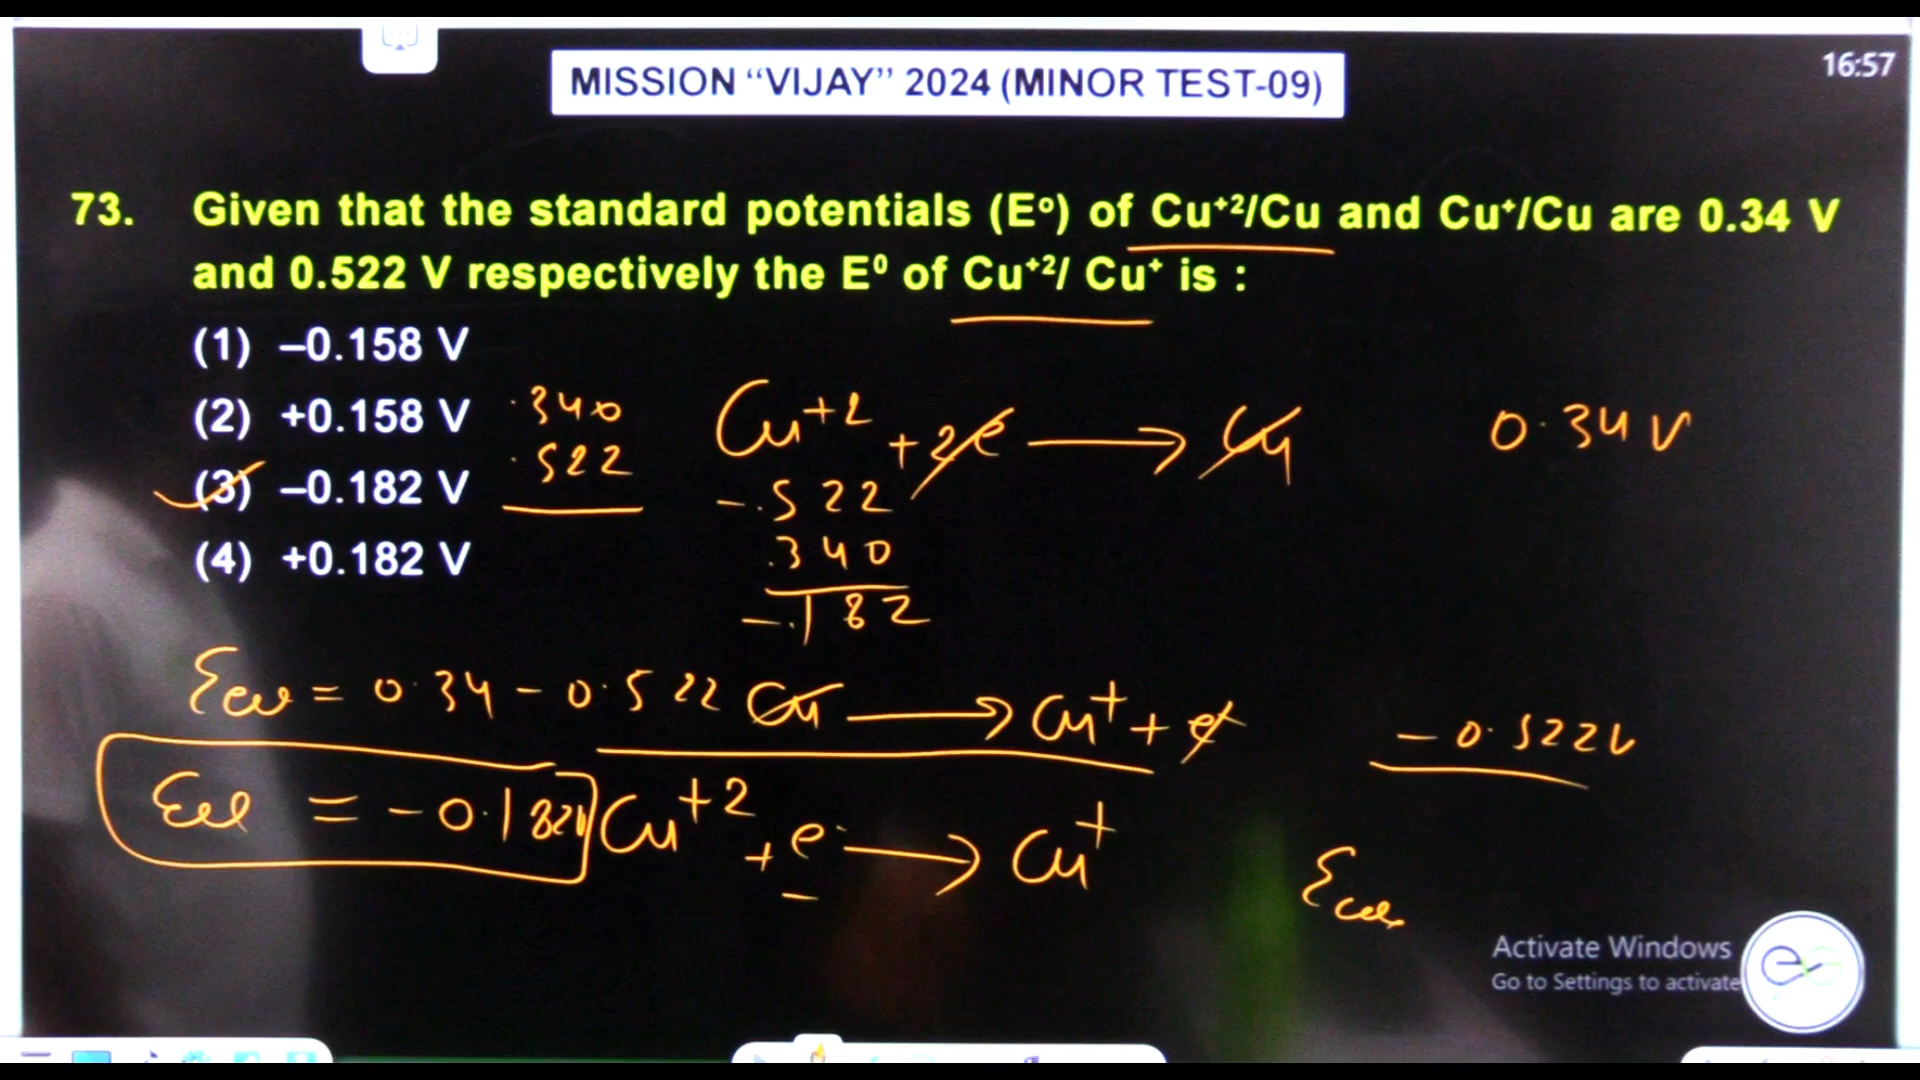 16:57
MISSION “VIJAY” 2024 (MINOR TEST-09)
73. Given that the standard potentials (E⁰) of Cu⁺²/Cu and Cu⁺/Cu are 0.34 V
and 0.522 V respectively the E⁰ of Cu⁺²/ Cu⁺ is :
(1) –0.158 V
(2) +0.158 V
(3) –0.182 V
(4) +0.182 V
.340
.522
Cu⁺² + 2e ⟶ Cu 0.34 V
-.522
.340
-.182
= 0.34 - 0.522
Cu ⟶ Cu⁺ + e -0.522V
= -0.182V
Cu⁺² + e ⟶ Cu⁺
Activate Windows
Go to Settings to activate